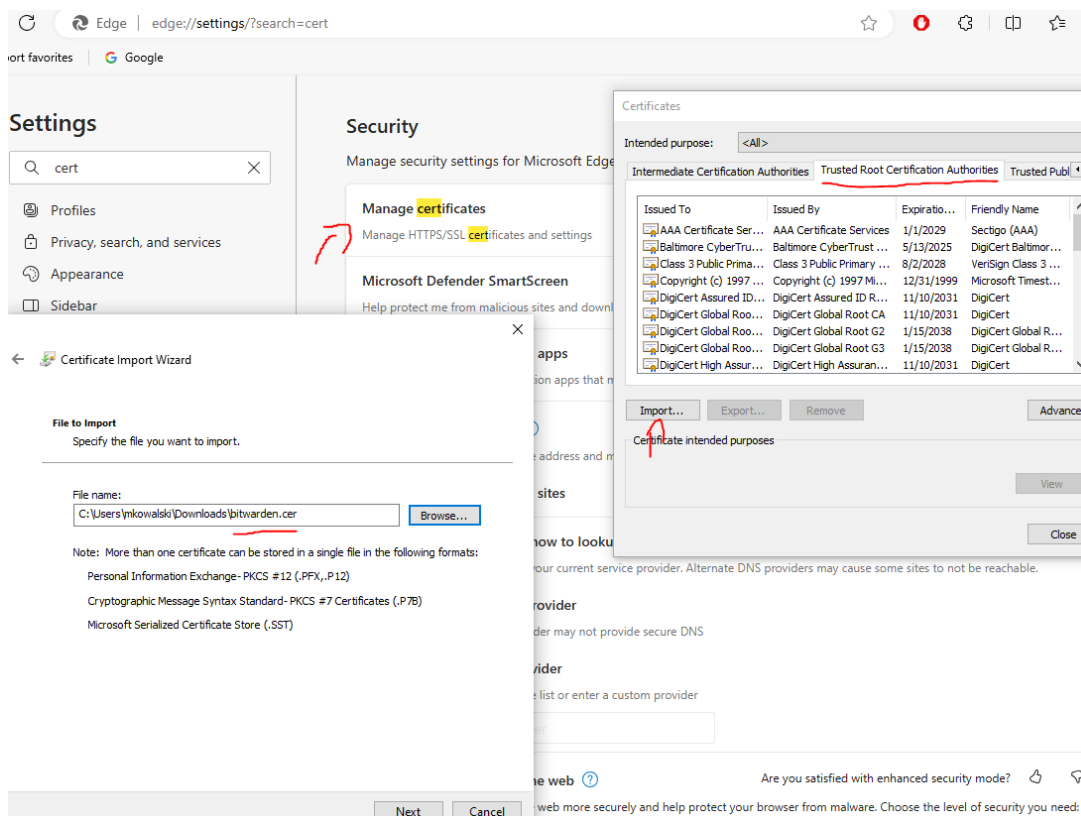 Edge edge://settings/?search=cert
ort favorites Google
Settings
cert
Profiles
Privacy, search, and services
Appearance
Sidebar
Security
Manage security settings for Microsoft Edge
Manage certificates
Manage HTTPS/SSL certificates and settings
Microsoft Defender SmartScreen
Help protect me from malicious sites and downl
apps
tion apps that m
e address and m
sites
how to looku
your current service provider. Alternate DNS providers may cause some sites to not be reachable.
rovider
der may not provide secure DNS
vider
e list or enter a custom provider
he web
Are you satisfied with enhanced security mode?
web more securely and help protect your browser from malware. Choose the level of security you need:
Certificates
Intended purpose: <All>
Intermediate Certification Authorities Trusted Root Certification Authorities Trusted Publ
Issued To Issued By Expiratio... Friendly Name
AAA Certificate Ser... AAA Certificate Services 1/1/2029 Sectigo (AAA)
Baltimore CyberTru... Baltimore CyberTrust ... 5/13/2025 DigiCert Baltimor...
Class 3 Public Prima... Class 3 Public Primary ... 8/2/2028 VeriSign Class 3 ...
Copyright (c) 1997 ... Copyright (c) 1997 Mi... 12/31/1999 Microsoft Timest...
DigiCert Assured ID... DigiCert Assured ID R... 11/10/2031 DigiCert
DigiCert Global Roo... DigiCert Global Root CA 11/10/2031 DigiCert
DigiCert Global Roo... DigiCert Global Root G2 1/15/2038 DigiCert Global R...
DigiCert Global Roo... DigiCert Global Root G3 1/15/2038 DigiCert Global R...
DigiCert High Assur... DigiCert High Assuran... 11/10/2031 DigiCert
Import... Export... Remove Advance
Certificate intended purposes
View
Close
Certificate Import Wizard
File to Import
Specify the file you want to import.
File name:
C:\Users\mkowalski\Downloads\bitwarden.cer Browse...
Note: More than one certificate can be stored in a single file in the following formats:
Personal Information Exchange- PKCS #12 (.PFX,.P12)
Cryptographic Message Syntax Standard- PKCS #7 Certificates (.P7B)
Microsoft Serialized Certificate Store (.SST)
Next Cancel